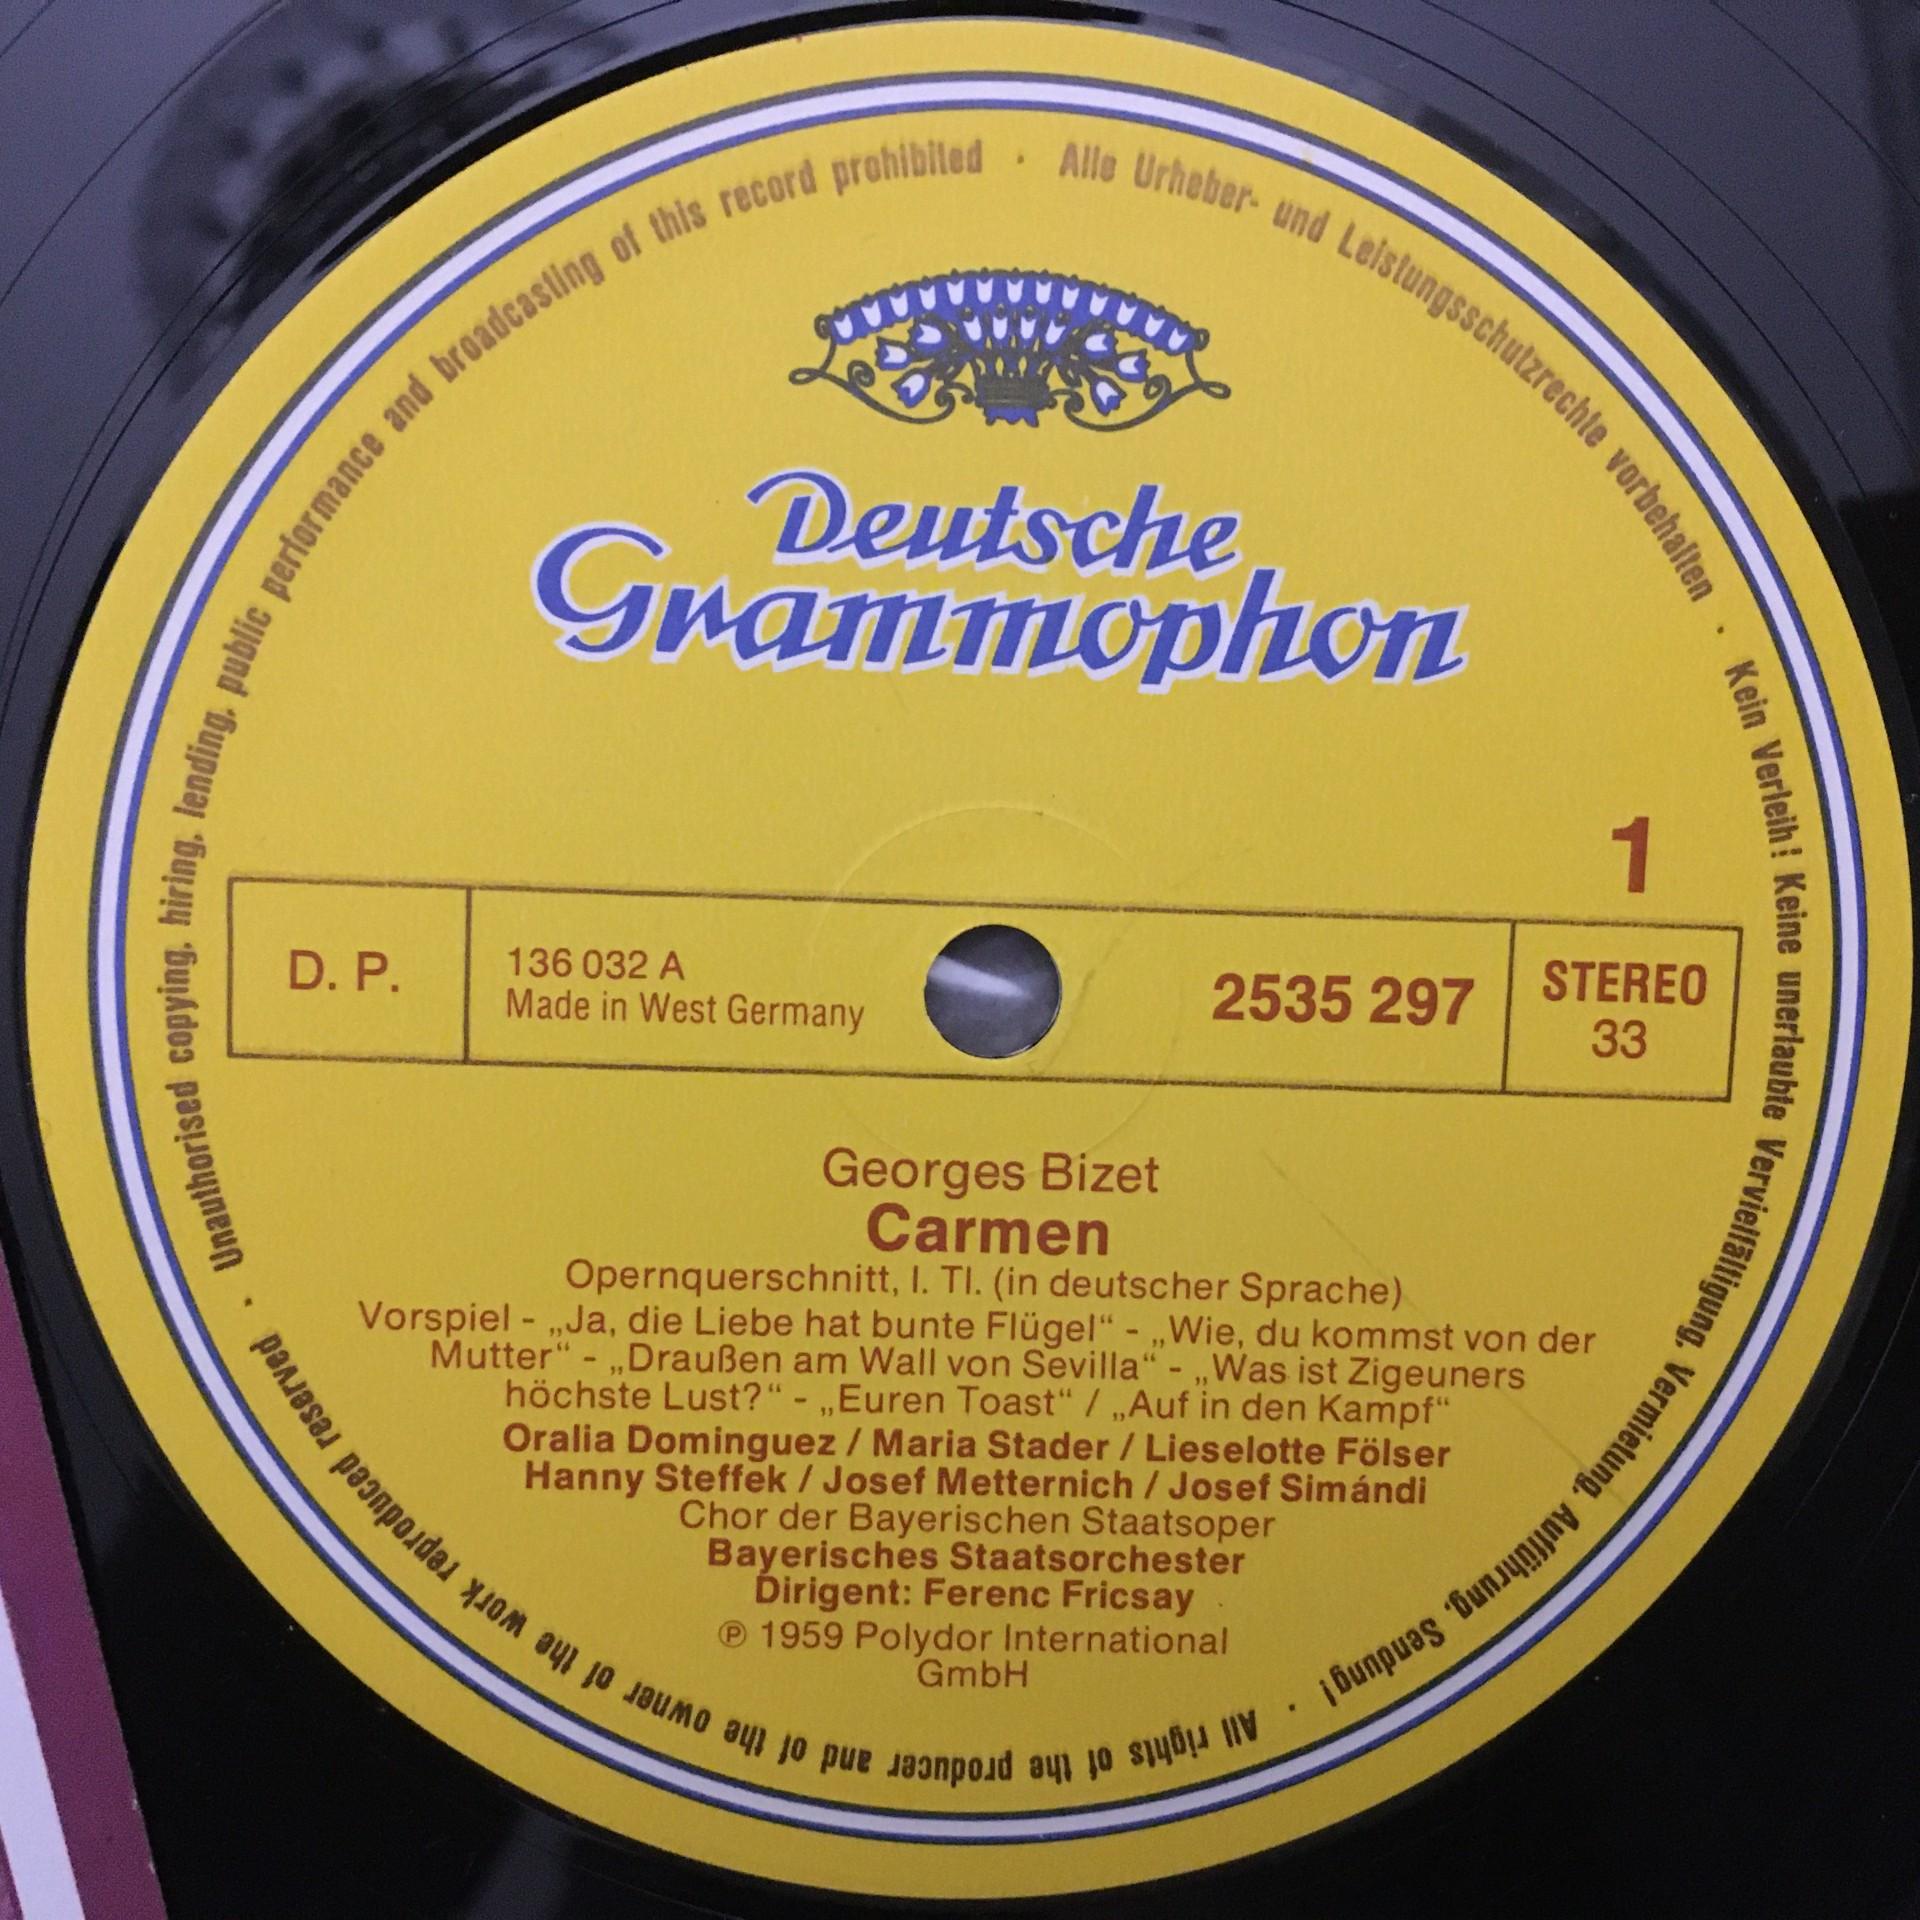 Deutsche
Grammophon
1
D. P.
136 032 A
Made in West Germany
2535 297
STEREO
33
Georges Bizet
Carmen
Opernquerschnitt, I. Tl. (in deutscher Sprache)
Vorspiel - „Ja, die Liebe hat bunte Flügel“ - „Wie, du kommst von der
Mutter“ - „Draußen am Wall von Sevilla“ - „Was ist Zigeuners
höchste Lust?“ - „Euren Toast“ / „Auf in den Kampf“
Oralia Dominguez / Maria Stader / Lieselotte Fölser
Hanny Steffek / Josef Metternich / Josef Simándi
Chor der Bayerischen Staatsoper
Bayerisches Staatsorchester
Dirigent: Ferenc Fricsay
℗ 1959 Polydor International
GmbH
Alle Urheber- und Leistungsschutzrechte vorbehalten · Kein Verleih! Keine unerlaubte Vervielfältigung, Vermietung, Aufführung, Sendung! · All rights of the producer and of the owner of the work reproduced reserved · Unauthorised copying, hiring, lending, public performance and broadcasting of this record prohibited ·